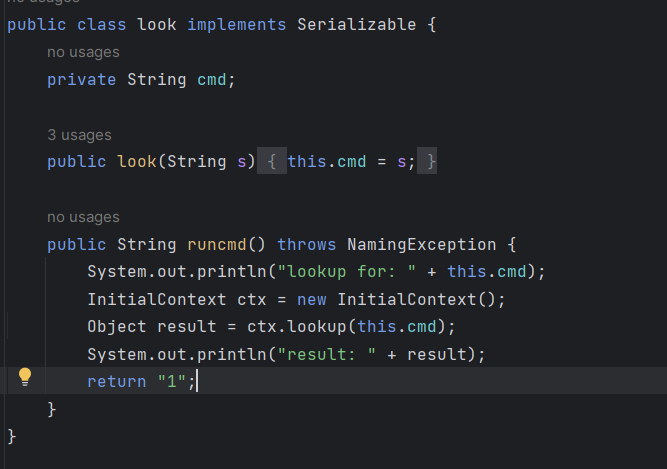 no usages
public class look implements Serializable {
no usages
private String cmd;
3 usages
public look(String s) { this.cmd = s; }
no usages
public String runcmd() throws NamingException {
System.out.println("lookup for: " + this.cmd);
InitialContext ctx = new InitialContext();
Object result = ctx.lookup(this.cmd);
System.out.println("result: " + result);
return "1";
}
}